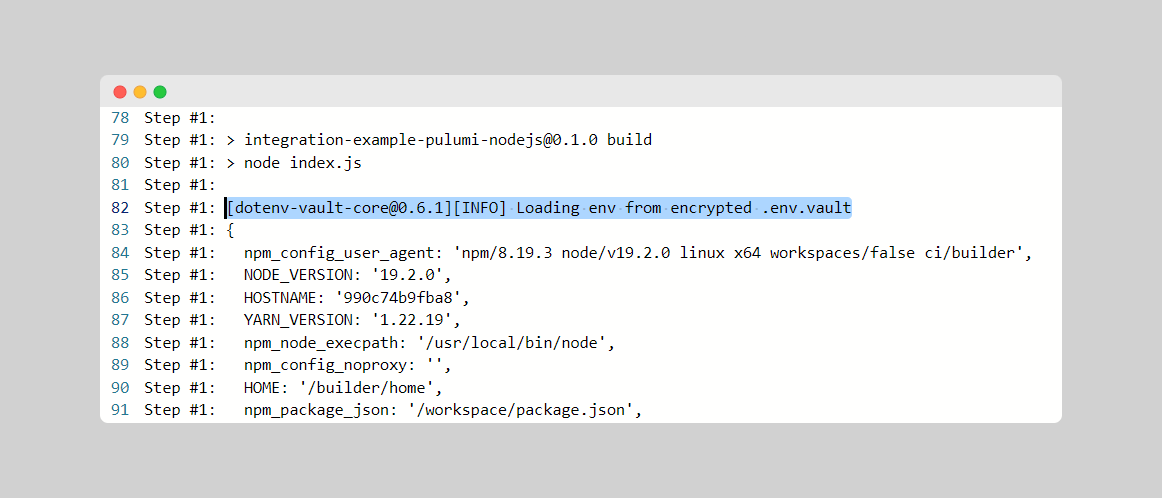 78 Step #1:
79 Step #1: > integration-example-pulumi-nodejs@0.1.0 build
80 Step #1: > node index.js
81 Step #1:
82 Step #1: [dotenv-vault-core@0.6.1][INFO] Loading env from encrypted .env.vault
83 Step #1: {
84 Step #1:   npm_config_user_agent: 'npm/8.19.3 node/v19.2.0 linux x64 workspaces/false ci/builder',
85 Step #1:   NODE_VERSION: '19.2.0',
86 Step #1:   HOSTNAME: '990c74b9fba8',
87 Step #1:   YARN_VERSION: '1.22.19',
88 Step #1:   npm_node_execpath: '/usr/local/bin/node',
89 Step #1:   npm_config_noproxy: '',
90 Step #1:   HOME: '/builder/home',
91 Step #1:   npm_package_json: '/workspace/package.json',